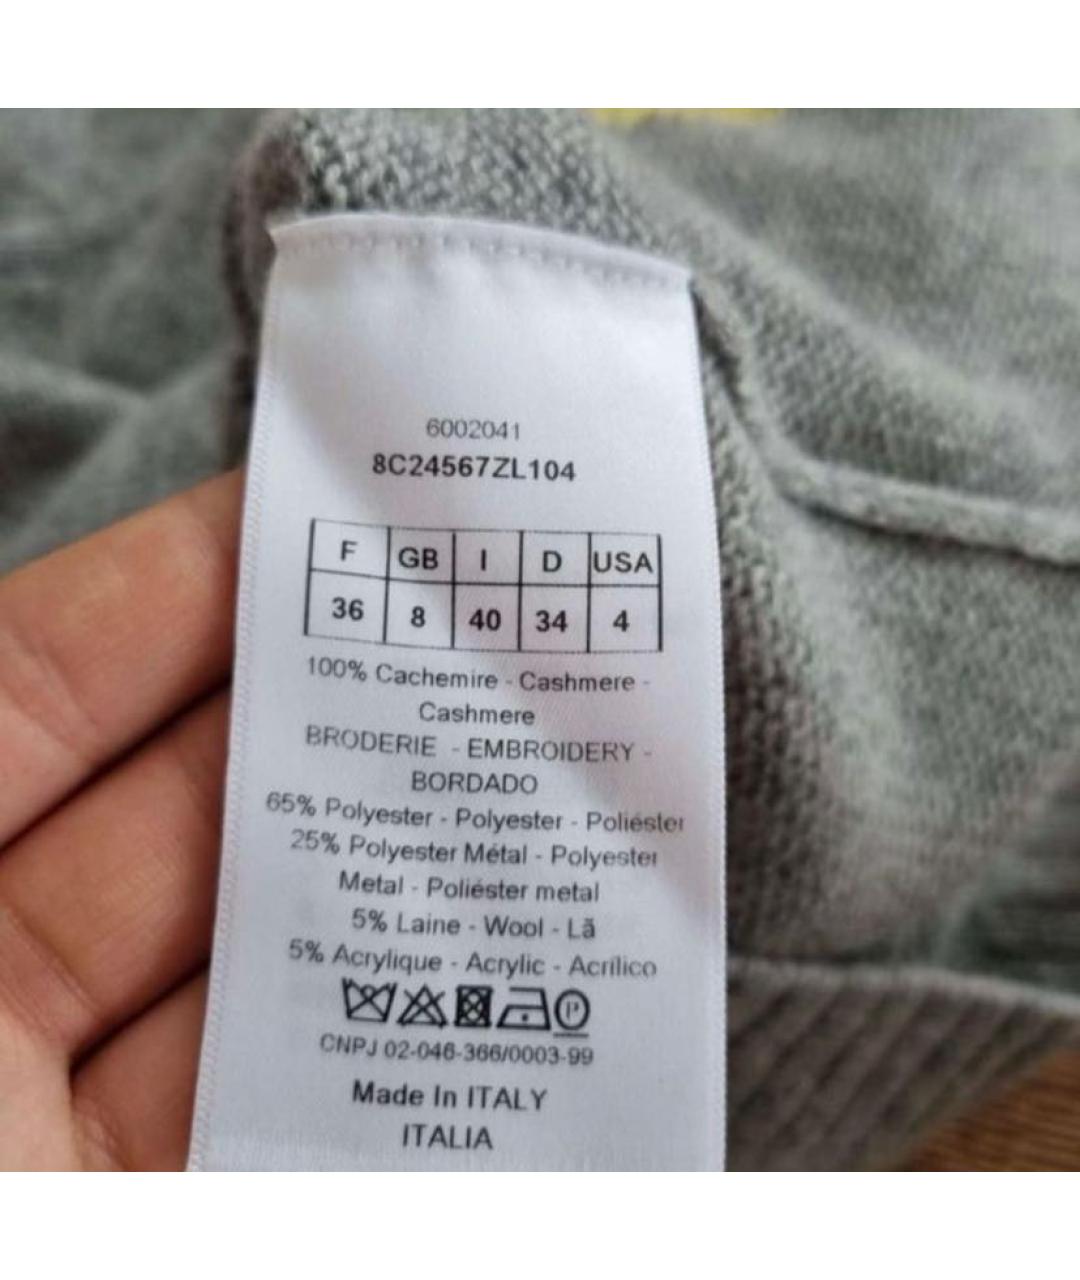 6002041
8C24567ZL104
F GB I D USA
36 8 40 34 4
100% Cachemire - Cashmere -
Cashmere
BRODERIE - EMBROIDERY -
BORDADO
65% Polyester - Polyester - Poliéster
25% Polyester Métal - Polyester
Metal - Poliéster metal
5% Laine - Wool - Lã
5% Acrylique - Acrylic - Acrílico
P
CNPJ 02-046-366/0003-99
Made In ITALY
ITALIA